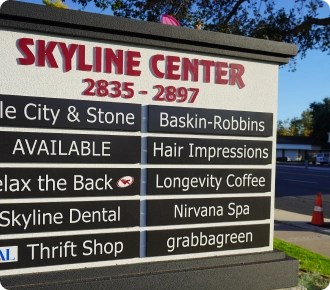 SKYLINE CENTER
2835 - 2897
le City & Stone
Baskin-Robbins
AVAILABLE
Hair Impressions
elax the Back
Longevity Coffee
Skyline Dental
Nirvana Spa
AL Thrift Shop
grabbagreen